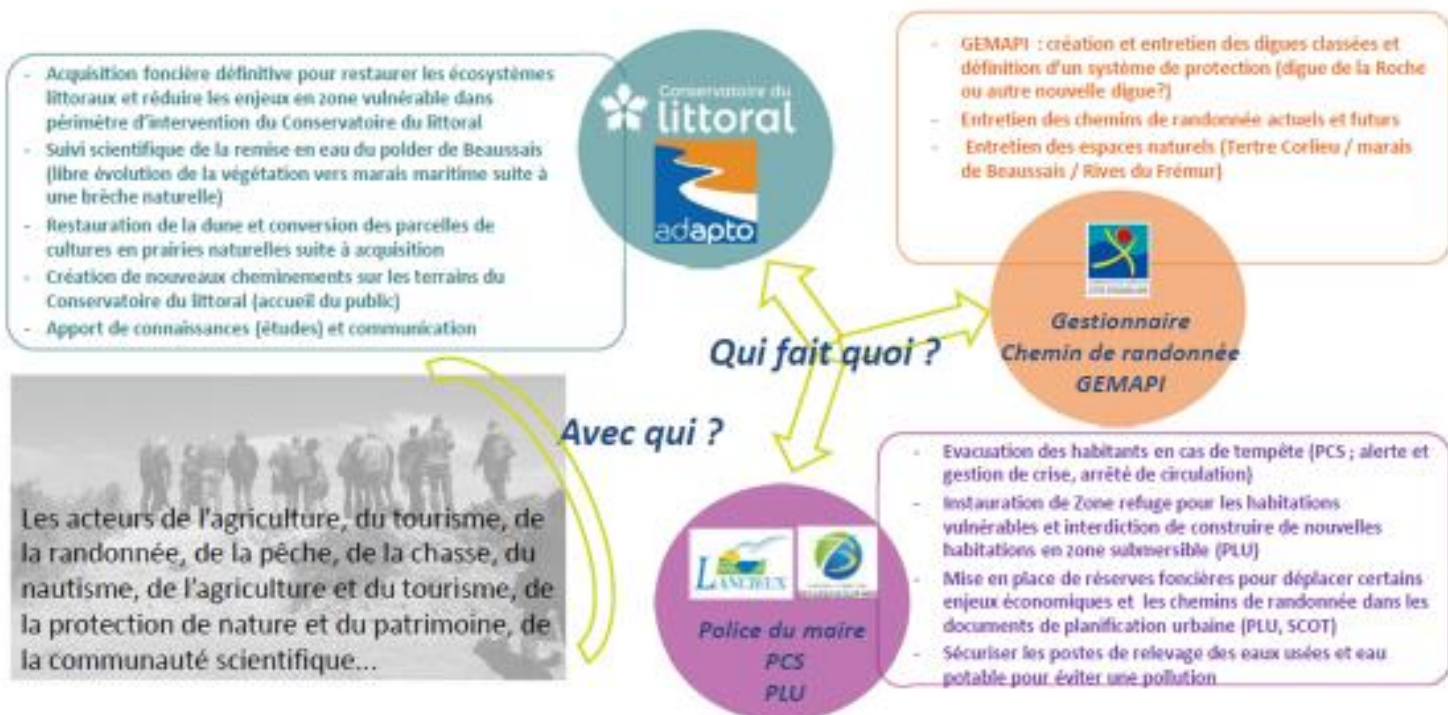 - Acquisition foncière définitive pour restaurer les écosystèmes
littoraux et réduire les enjeux en zone vulnérable dans
périmètre d'intervention du Conservatoire du littoral
- Suivi scientifique de la remise en eau du polder de Beaussais
(libre évolution de la végétation vers marais maritime suite à
une brèche naturelle)
- Restauration de la dune et conversion des parcelles de
cultures en prairies naturelles suite à acquisition
- Création de nouveaux cheminements sur les terrains du
Conservatoire du littoral (accueil du public)
- Apport de connaissances (études) et communication
Conservatoire du
littoral
adapto
- GEMAPI : création et entretien des digues classées et
définition d'un système de protection (digue de la Roche
ou autre nouvelle digue?)
- Entretien des chemins de randonnée actuels et futurs
- Entretien des espaces naturels (Tertre Corlieu / marais
de Beaussais / Rives du Frémur)
Gestionnaire
Chemin de randonnée
GEMAPI
Qui fait quoi ?
Avec qui ?
Les acteurs de l'agriculture, du tourisme, de
la randonnée, de la pêche, de la chasse, du
nautisme, de l'agriculture et du tourisme, de
la protection de nature et du patrimoine, de
la communauté scientifique...
LANCIEUX
Police du maire
PCS
PLU
- Evacuation des habitants en cas de tempête (PCS ; alerte et
gestion de crise, arrêté de circulation)
- Instauration de Zone refuge pour les habitations
vulnérables et interdiction de construire de nouvelles
habitations en zone submersible (PLU)
- Mise en place de réserves foncières pour déplacer certains
enjeux économiques et les chemins de randonnée dans les
documents de planification urbaine (PLU, SCOT)
- Sécuriser les postes de relevage des eaux usées et eau
potable pour éviter une pollution